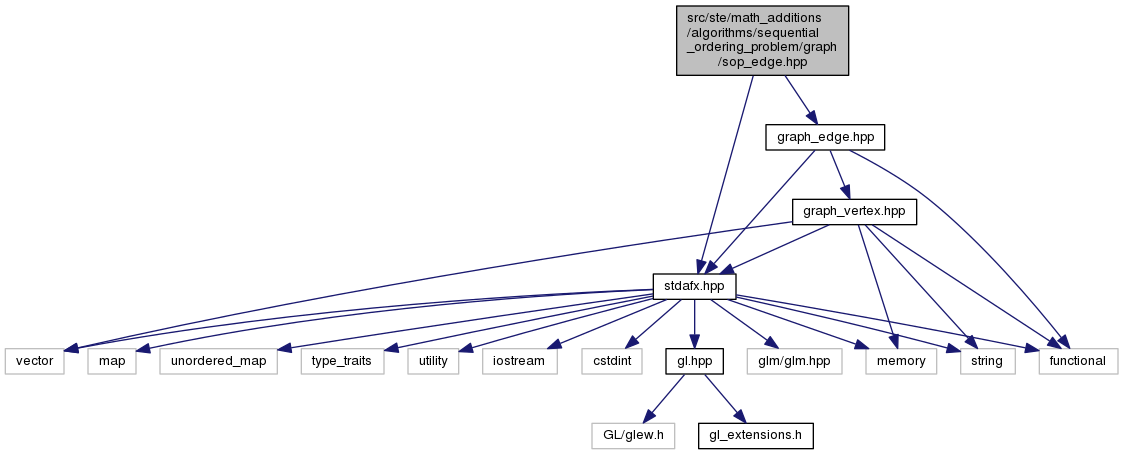 src/ste/math_additions
/algorithms/sequential
_ordering_problem/graph
/sop_edge.hpp
graph_edge.hpp
graph_vertex.hpp
stdafx.hpp
vector
map
unordered_map
type_traits
utility
iostream
cstdint
gl.hpp
glm/glm.hpp
memory
string
functional
GL/glew.h
gl_extensions.h